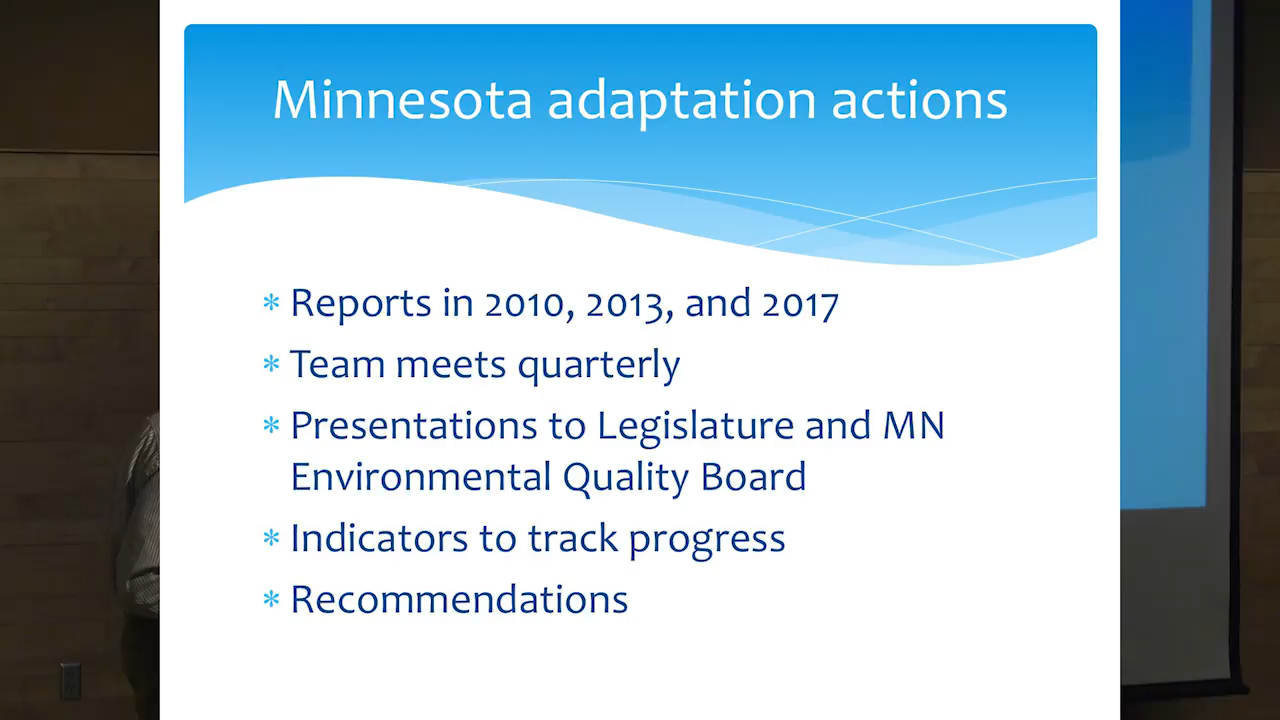 Minnesota adaptation actions
* Reports in 2010, 2013, and 2017
* Team meets quarterly
* Presentations to Legislature and MN
Environmental Quality Board
* Indicators to track progress
* Recommendations